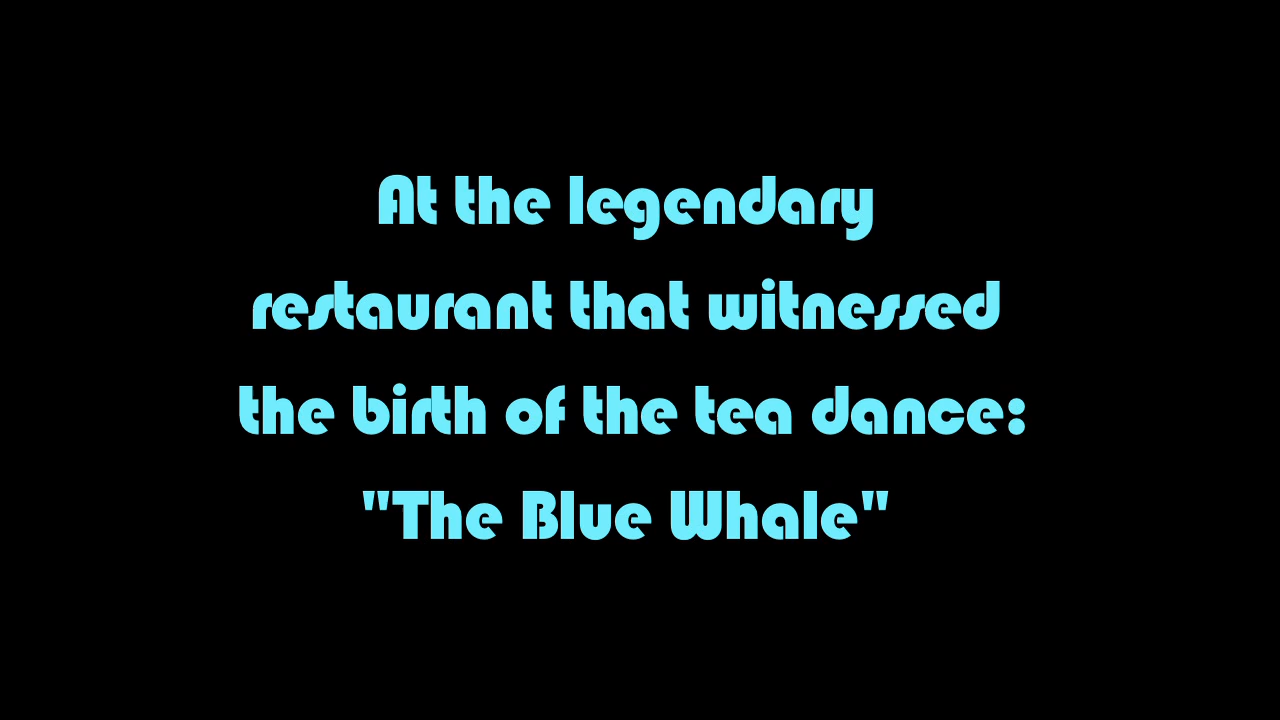 At the legendary
restaurant that witnessed
the birth of the tea dance:
"The Blue Whale"